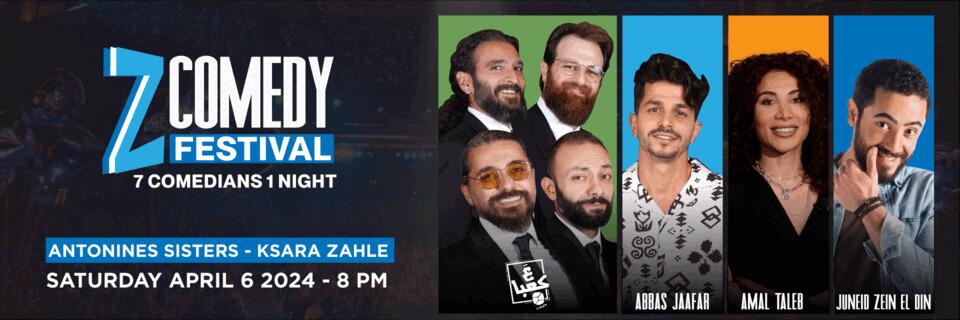 Z COMEDY
FESTIVAL
7 COMEDIANS 1 NIGHT
ANTONINES SISTERS - KSARA ZAHLE
SATURDAY APRIL 6 2024 - 8 PM
ع
كعبا
ABBAS JAAFAR
AMAL TALEB
JUNEID ZEIN EL DIN